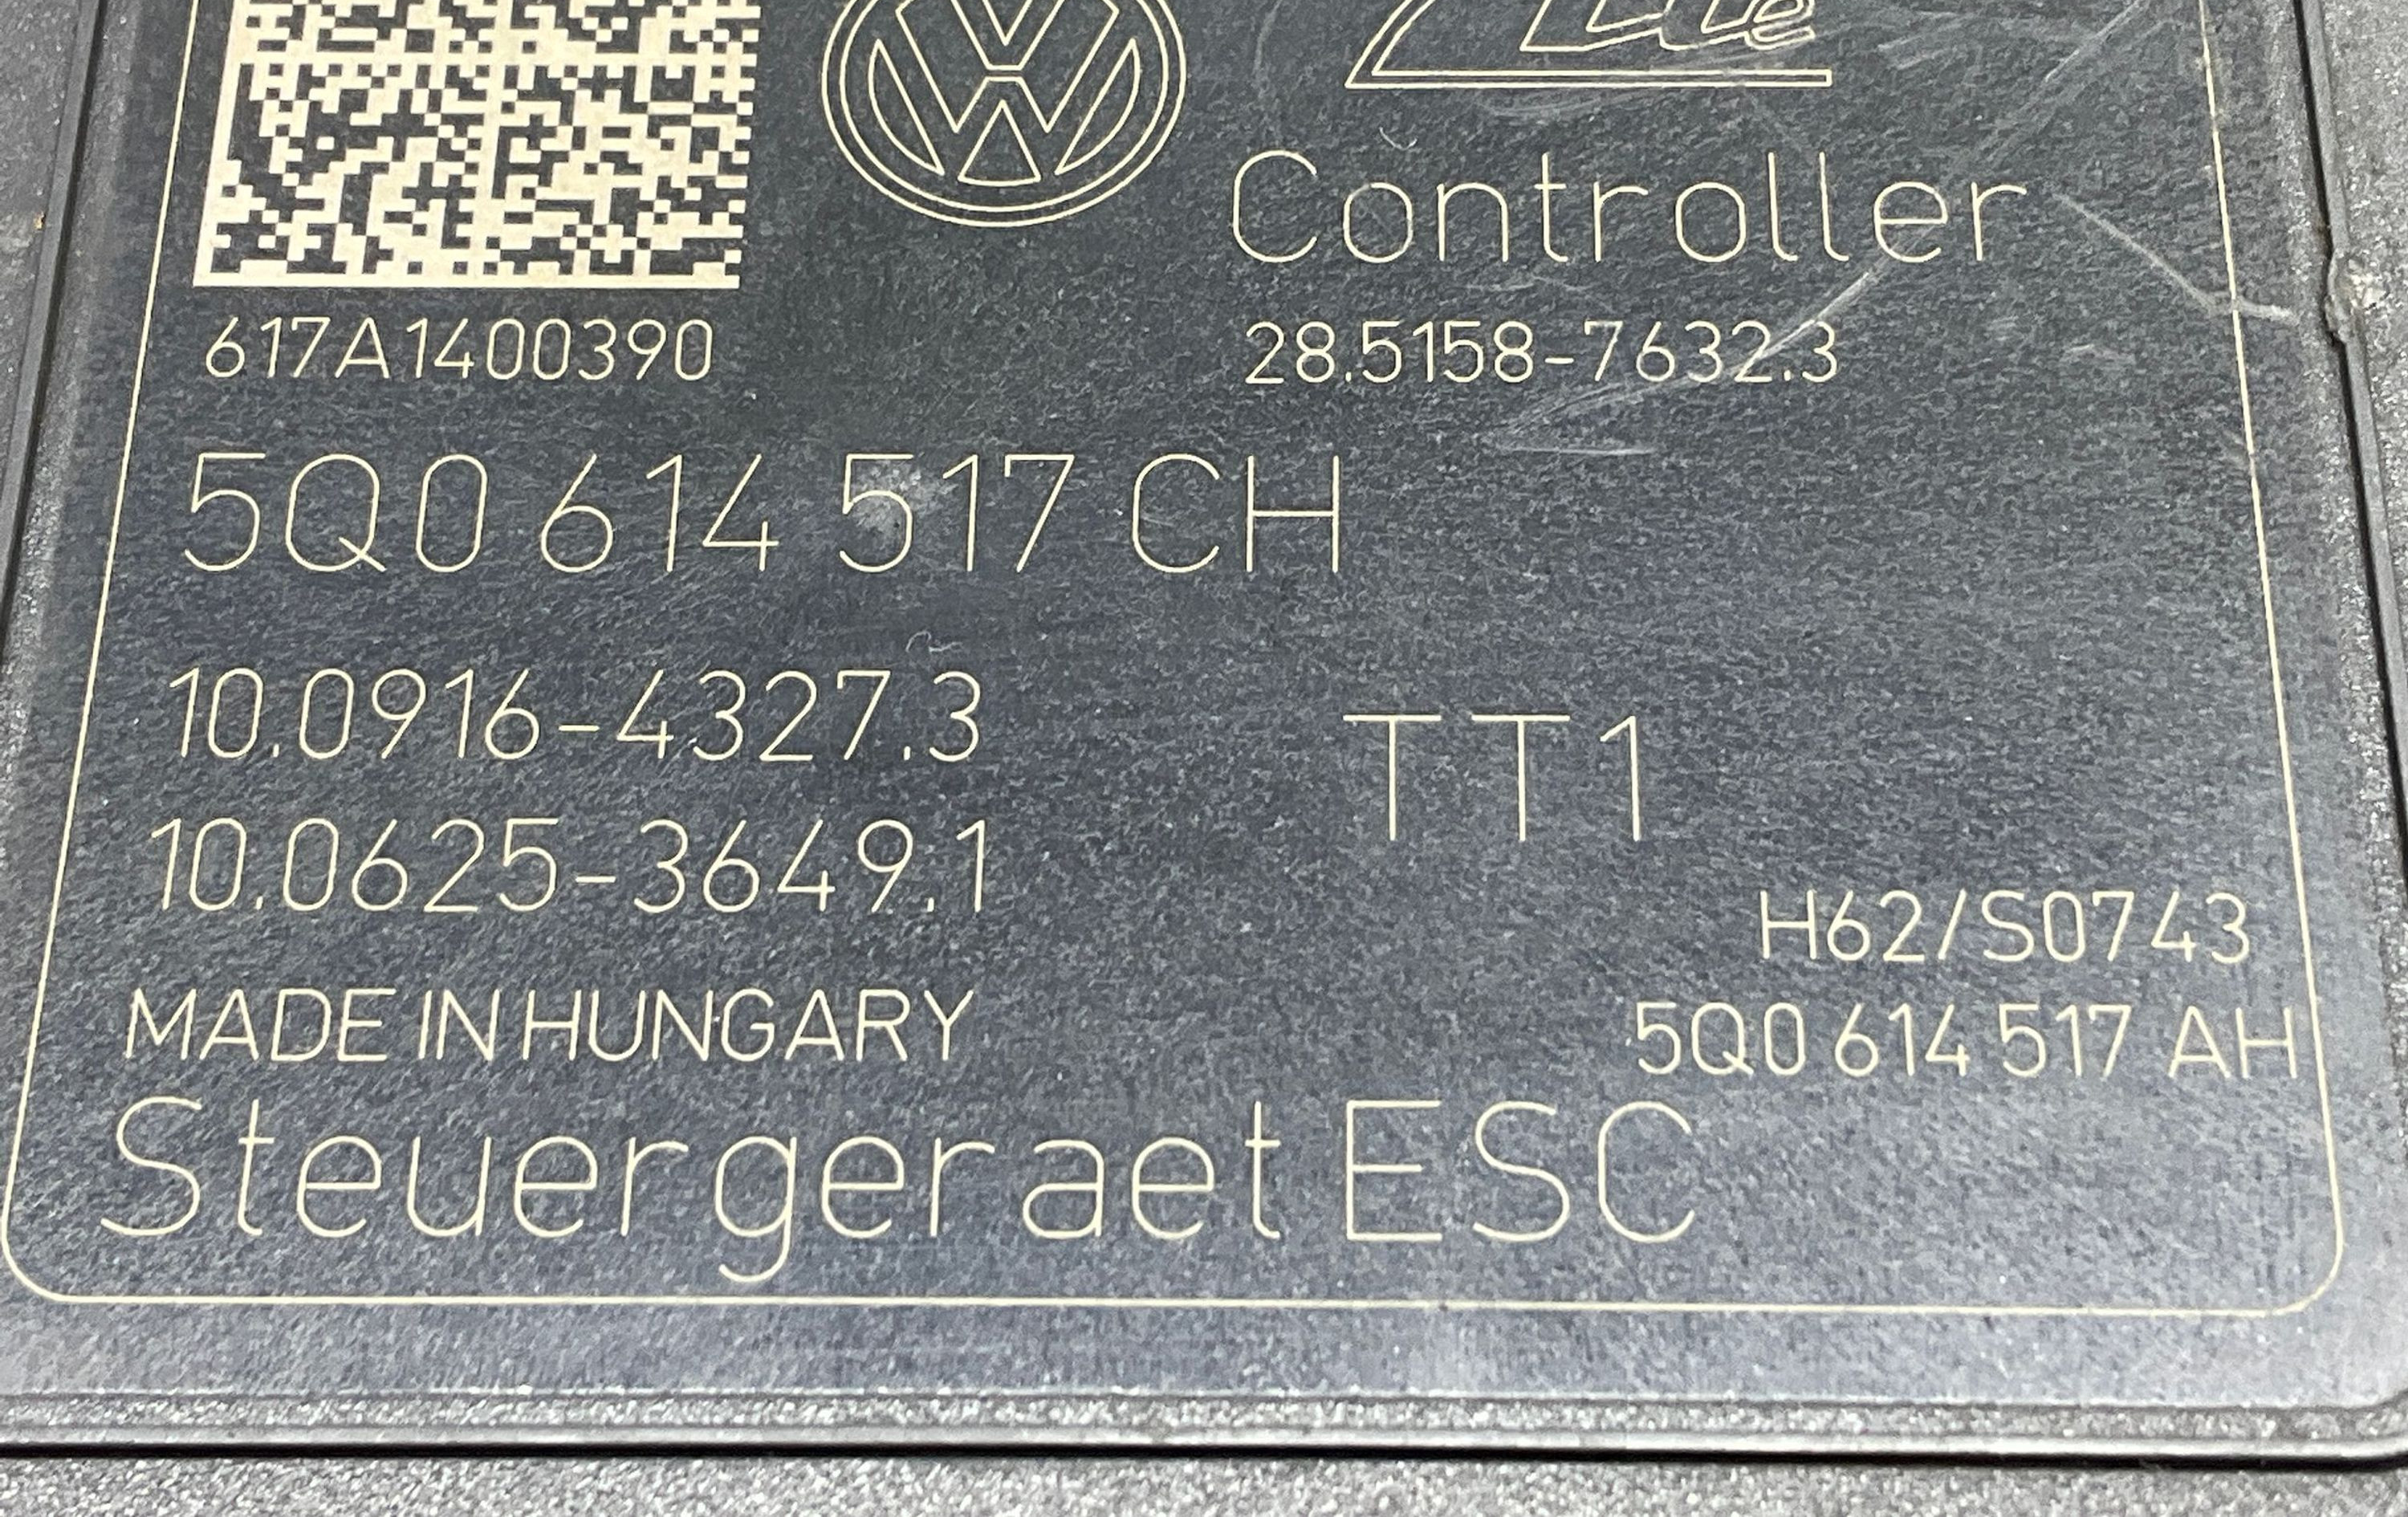 Controller
617A1400390
28.5158-7632.3
5Q0 614 517 CH
10.0916-4327.3
TT1
10.0625-3649.1
H62/S0743
MADE IN HUNGARY
5Q0 614 517 AH
Steuergeraet ESC